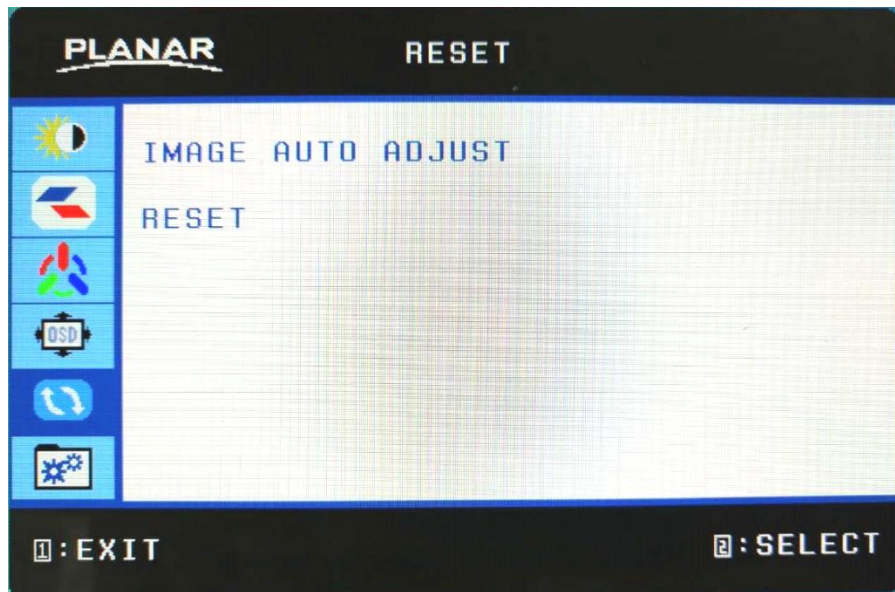 PLANAR
RESET
IMAGE AUTO ADJUST
RESET
OSD
1:EXIT
2:SELECT